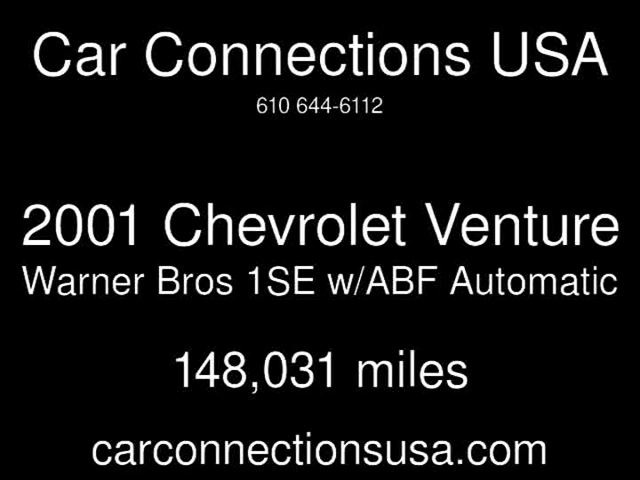 Car Connections USA
610 644-6112
2001 Chevrolet Venture
Warner Bros 1SE w/ABF Automatic
148,031 miles
carconnectionsusa.com